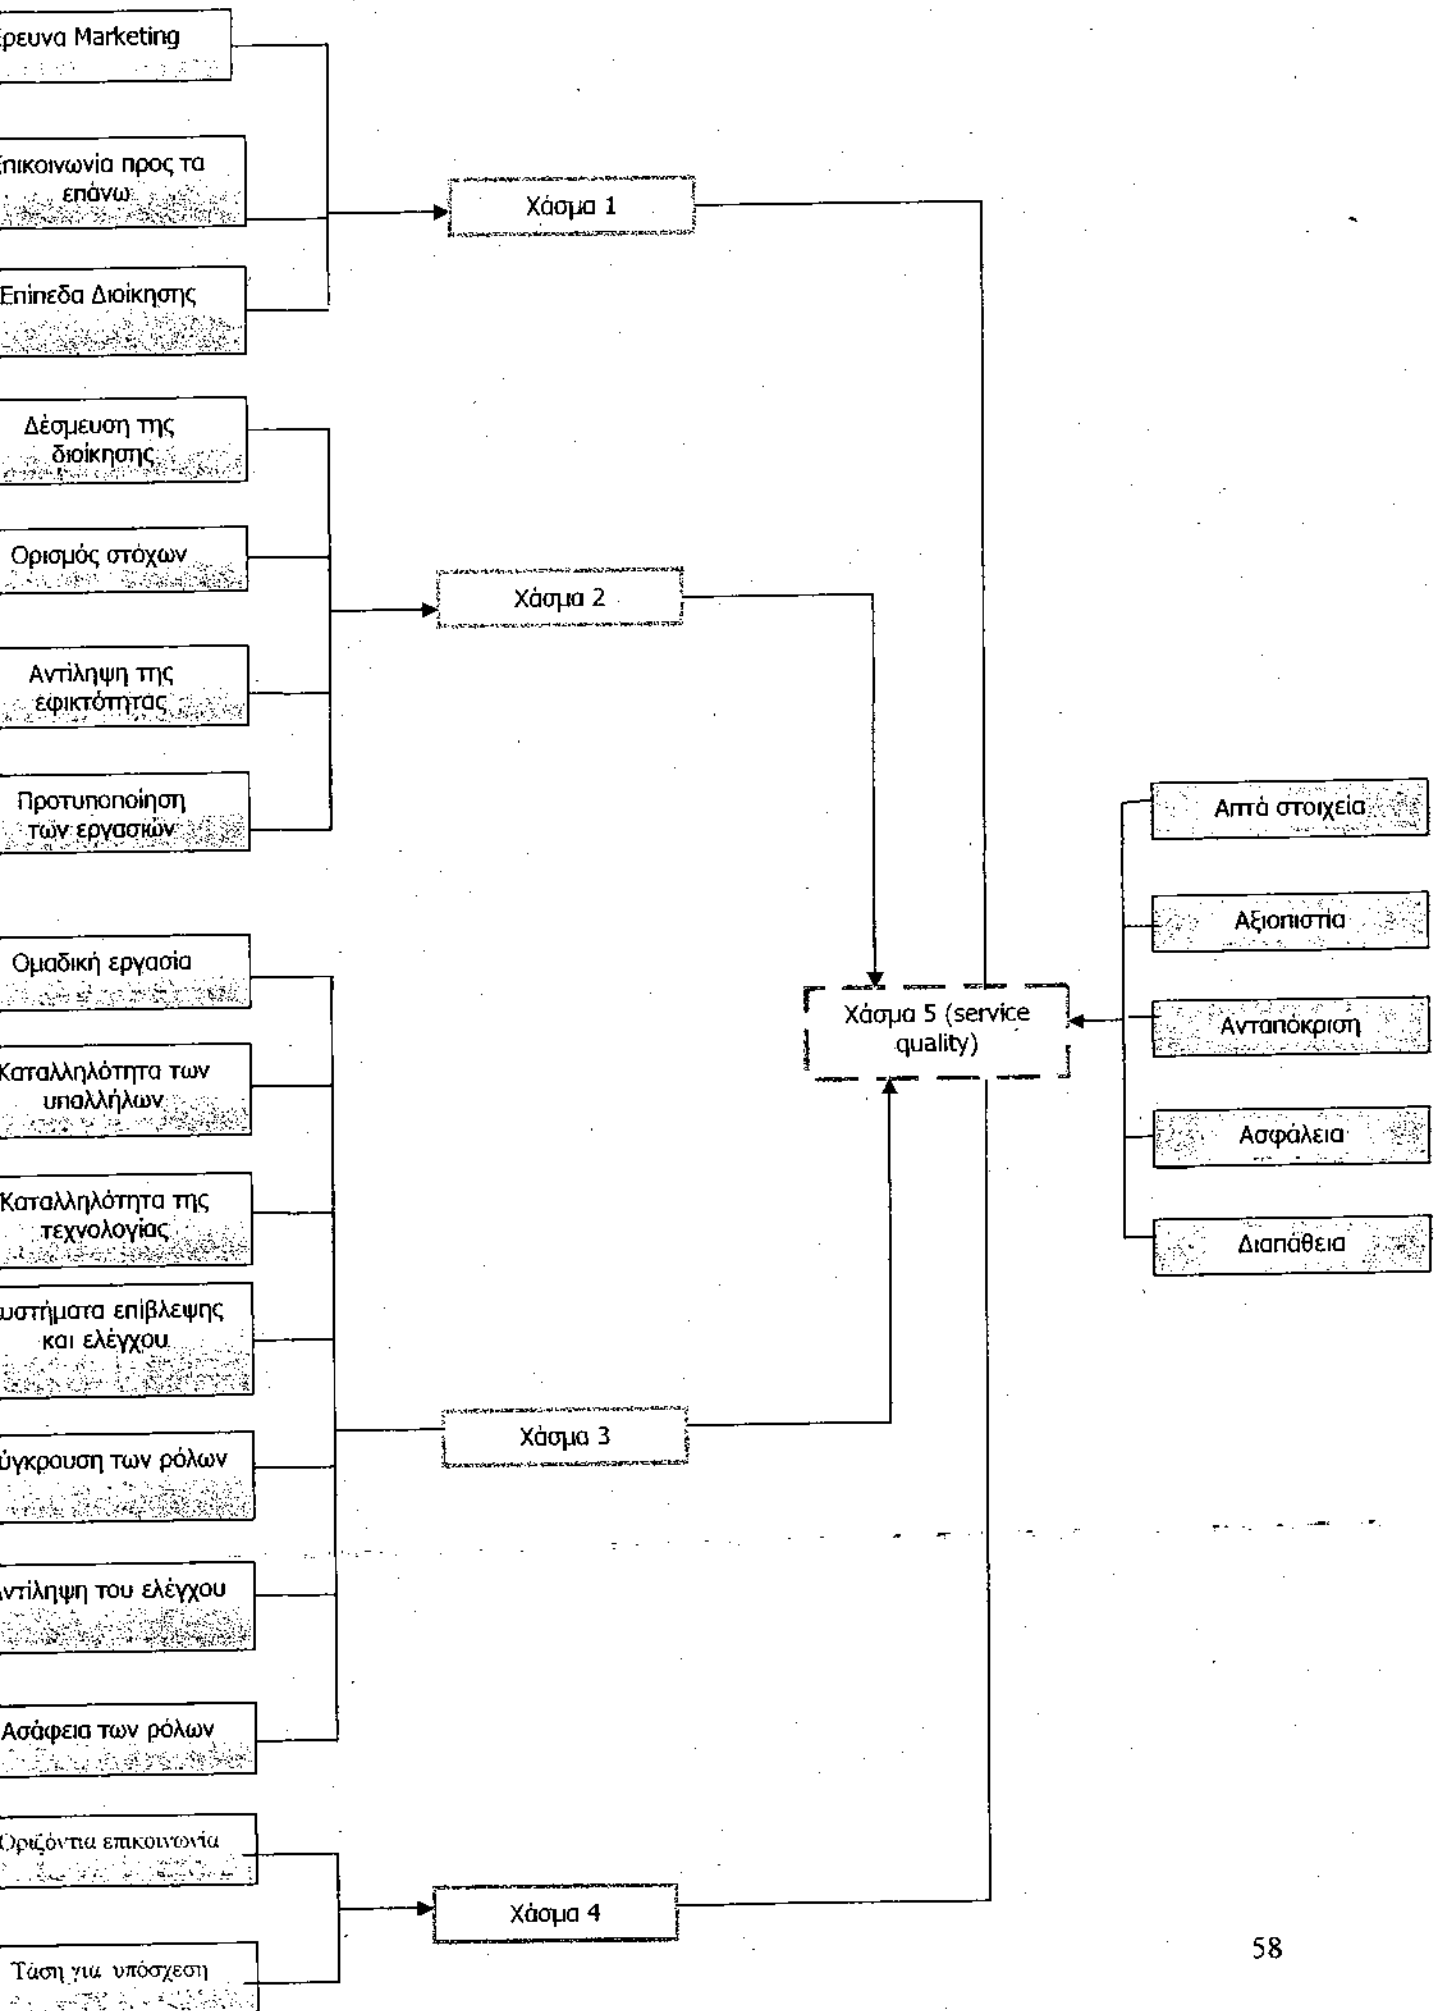 ρευνα Marketing
πικοινωνία προς τα
επάνω
Επίπεδα Διοίκησης
Χάσμα 1
Δέσμευση της
διοίκησης
Ορισμός στόχων
Αντίληψη της
εφικτότητας
Προτυποποίηση
των εργασιών
Χάσμα 2
Ομαδική εργασία
Καταλληλότητα των
υπαλλήλων
Καταλληλότητα της
τεχνολογίας
υστήματα επίβλεψης
και ελέγχου
ύγκρουση των ρόλων
ντίληψη του ελέγχου
Ασάφεια των ρόλων
Χάσμα 3
Οριζόντια επικοινωνία
Τάση για υπόσχεση
Χάσμα 4
Χάσμα 5 (service
quality)
Απτά στοιχεία
Αξιοπιστία
Ανταπόκριση
Ασφάλεια
Διαπάθεια
58